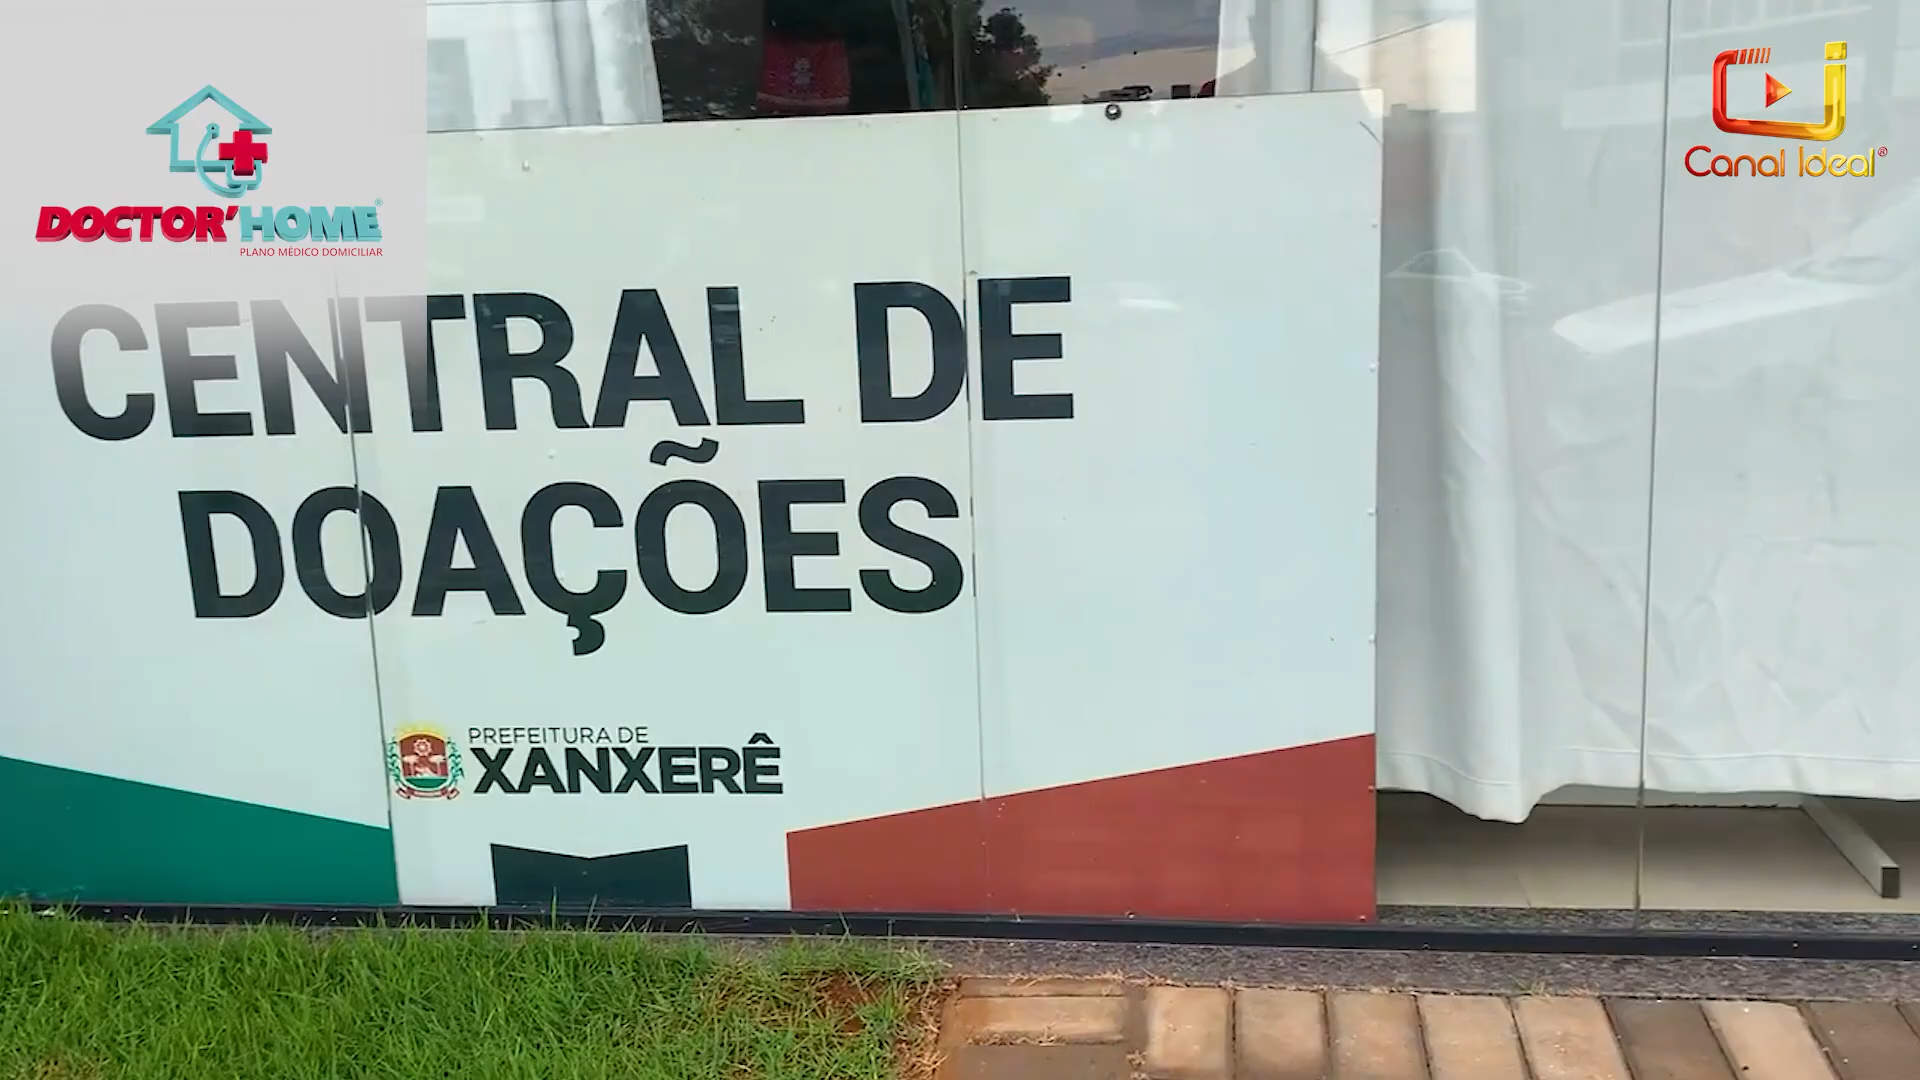 DOCTOR'HOME®
PLANO MÉDICO DOMICILIAR
Canal Ideal®
CENTRAL DE
DOAÇÕES
PREFEITURA DE
XANXERÊ